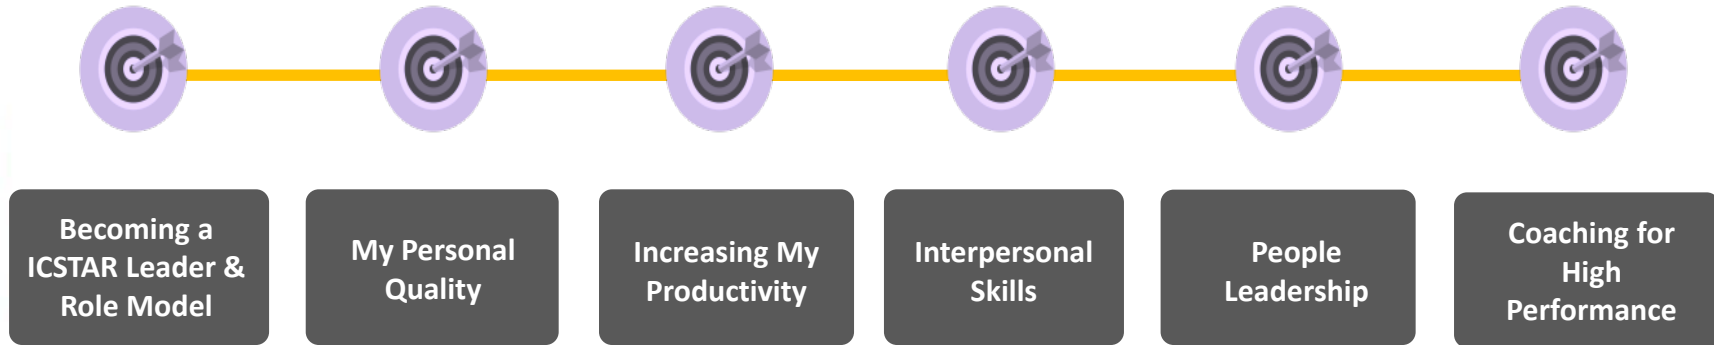 Becoming a
ICSTAR Leader &
Role Model
My Personal
Quality
Increasing My
Productivity
Interpersonal
Skills
People
Leadership
Coaching for
High
Performance